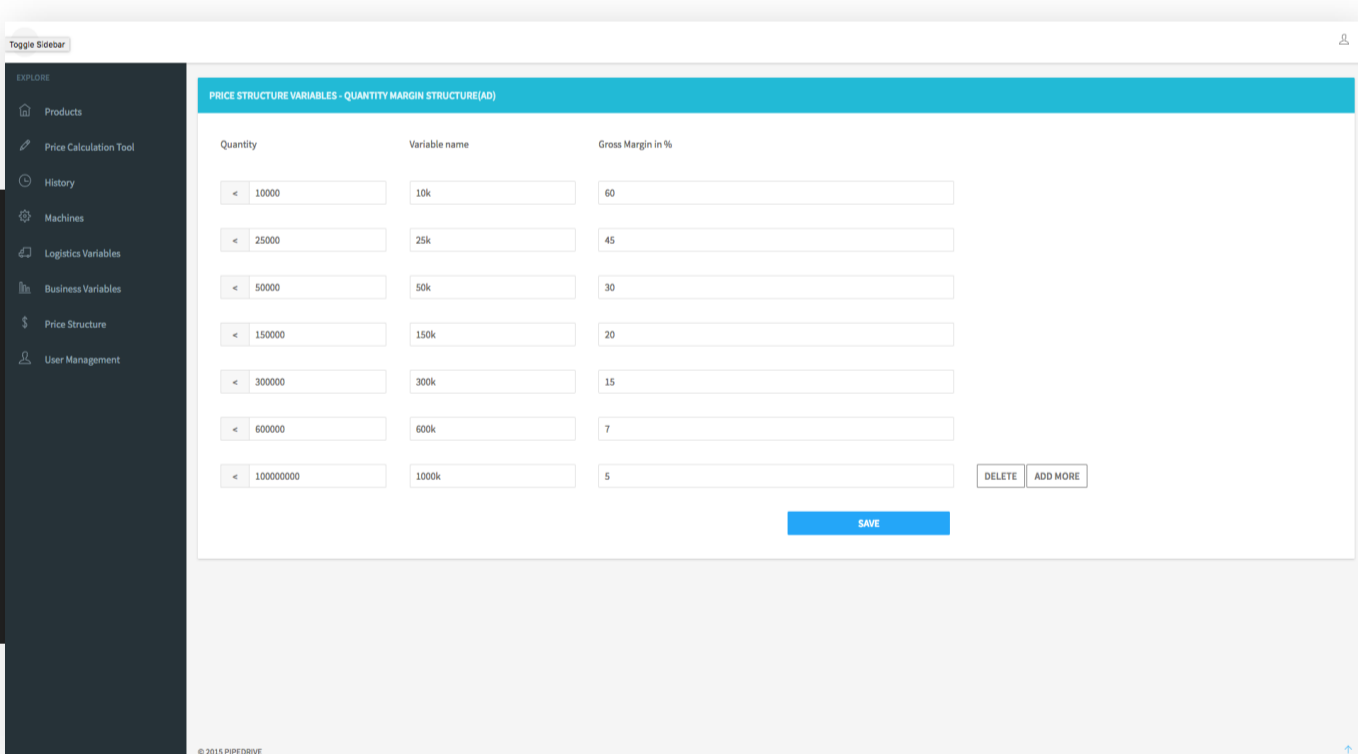 Toggle Sidebar
EXPLORE
Products
Price Calculation Tool
History
Machines
Logistics Variables
Business Variables
Price Structure
User Management
PRICE STRUCTURE VARIABLES - QUANTITY MARGIN STRUCTURE(AD)
Quantity Variable name Gross Margin in %
< 10000 10k 60
< 25000 25k 45
< 50000 50k 30
< 150000 150k 20
< 300000 300k 15
< 600000 600k 7
< 100000000 1000k 5 DELETE ADD MORE
SAVE
© 2015 PIPEDRIVE